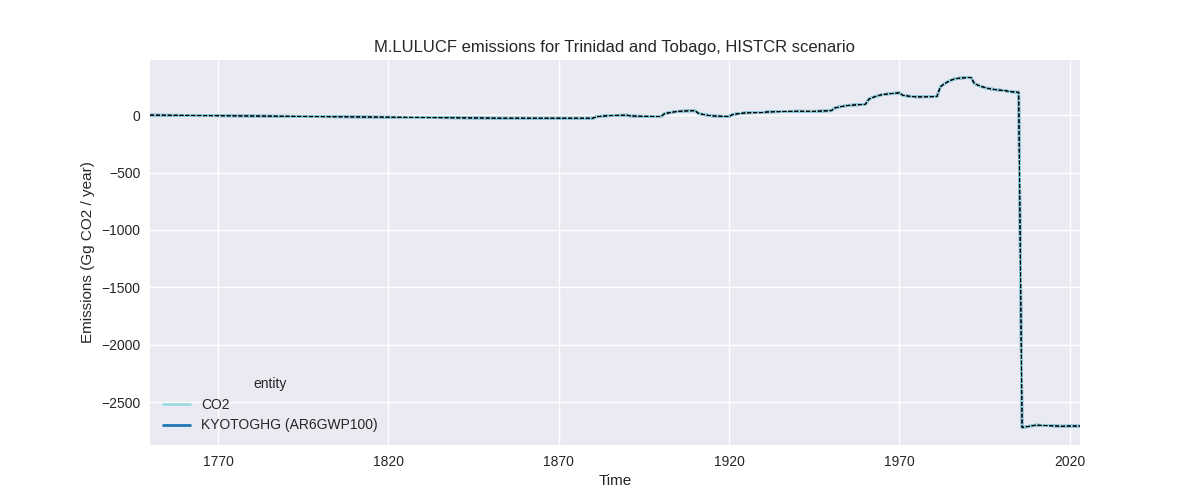 M.LULUCF emissions for Trinidad and Tobago, HISTCR scenario
Emissions (Gg CO2 / year)
0
−500
−1000
−1500
−2000
−2500
entity
CO2
KYOTOGHG (AR6GWP100)
1770
1820
1870
1920
1970
2020
Time